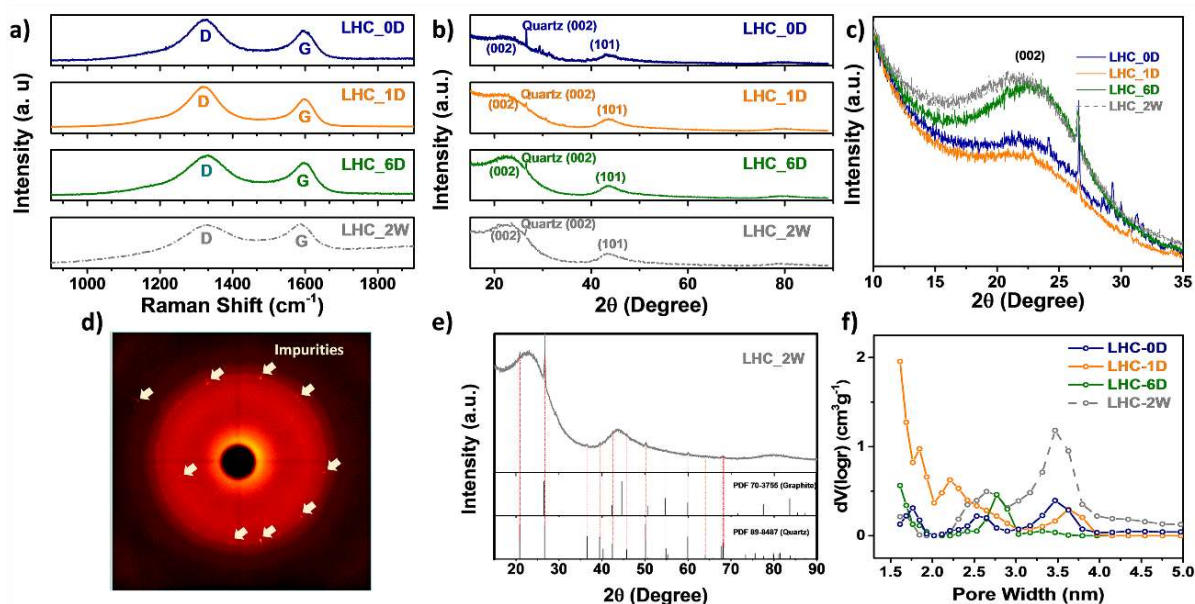 a)
LHC_0D
D
G
LHC_1D
D
G
LHC_6D
D
G
LHC_2W
D
G
Intensity (a. u)
1000 1200 1400 1600 1800
Raman Shift (cm-1)
b)
Quartz (002)
LHC_0D
(002)
(101)
Quartz (002)
LHC_1D
(002)
(101)
Quartz (002)
LHC_6D
(002)
(101)
Quartz (002)
LHC_2W
(002)
(101)
Intensity (a.u.)
20 40 60 80
2θ (Degree)
c)
(002)
LHC_0D
LHC_1D
LHC_6D
LHC_2W
Intensity (a.u.)
10 15 20 25 30 35
2θ (Degree)
d)
Impurities
e)
LHC_2W
Intensity (a.u.)
PDF 70-3755 (Graphite)
PDF 89-8487 (Quartz)
20 30 40 50 60 70 80 90
2θ (Degree)
f)
LHC-0D
LHC-1D
LHC-6D
LHC-2W
dV(logr) (cm3g-1)
2
1
0
1.5 2.0 2.5 3.0 3.5 4.0 4.5 5.0
Pore Width (nm)